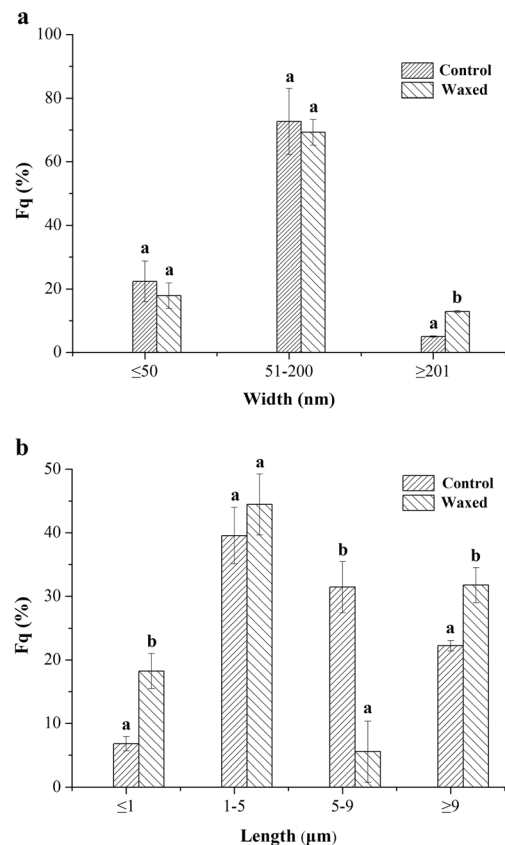 a
100
80
60
40
20
0
Fq (%)
Control
Waxed
a a
a a
a b
≤50 51-200 ≥201
Width (nm)
b
50
40
30
20
10
0
Fq (%)
Control
Waxed
a b
a a
b a
a b
≤1 1-5 5-9 ≥9
Length (μm)